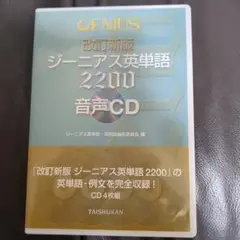 GENIUS
改訂新版
ジーニアス英単語
2200
音声CD
『改訂新版 ジーニアス英単語2200』の
英単語・例文を完全収録!
CD 4枚組
TAISHUKAN